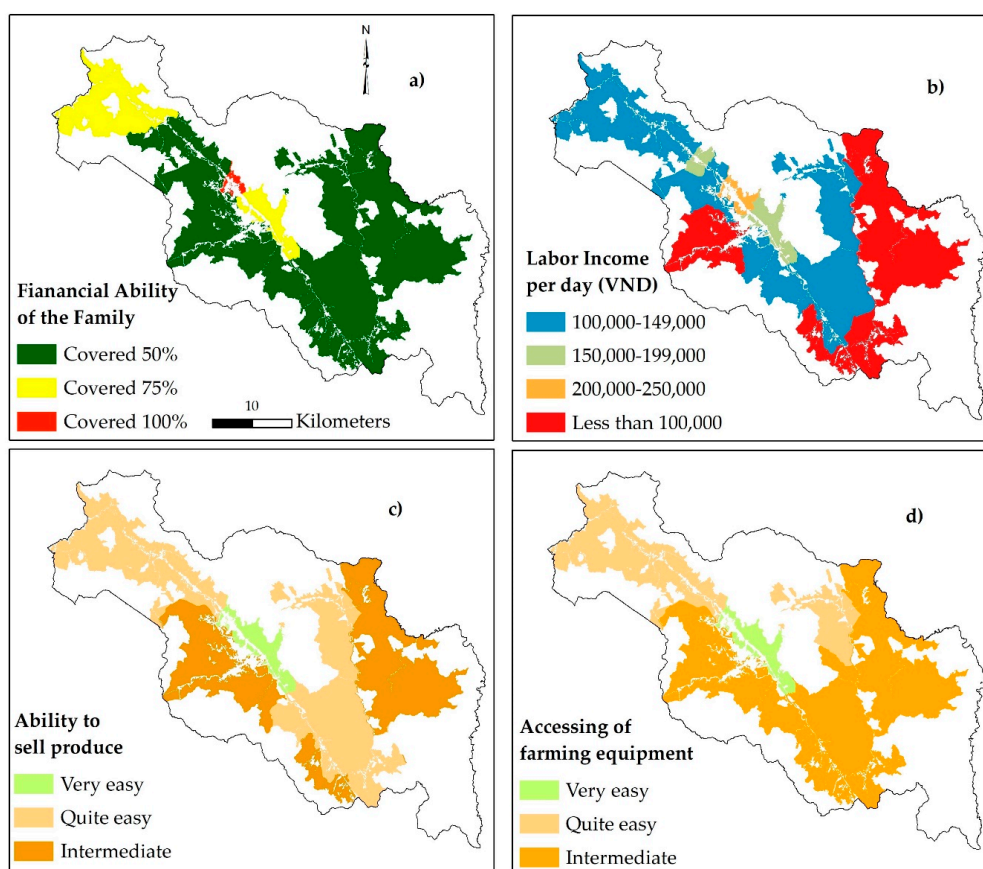 N
a)
Fianancial Ability
of the Family
Covered 50%
Covered 75%
Covered 100%
10
Kilometers
b)
Labor Income
per day (VND)
100,000-149,000
150,000-199,000
200,000-250,000
Less than 100,000
c)
Ability to
sell produce
Very easy
Quite easy
Intermediate
d)
Accessing of
farming equipment
Very easy
Quite easy
Intermediate